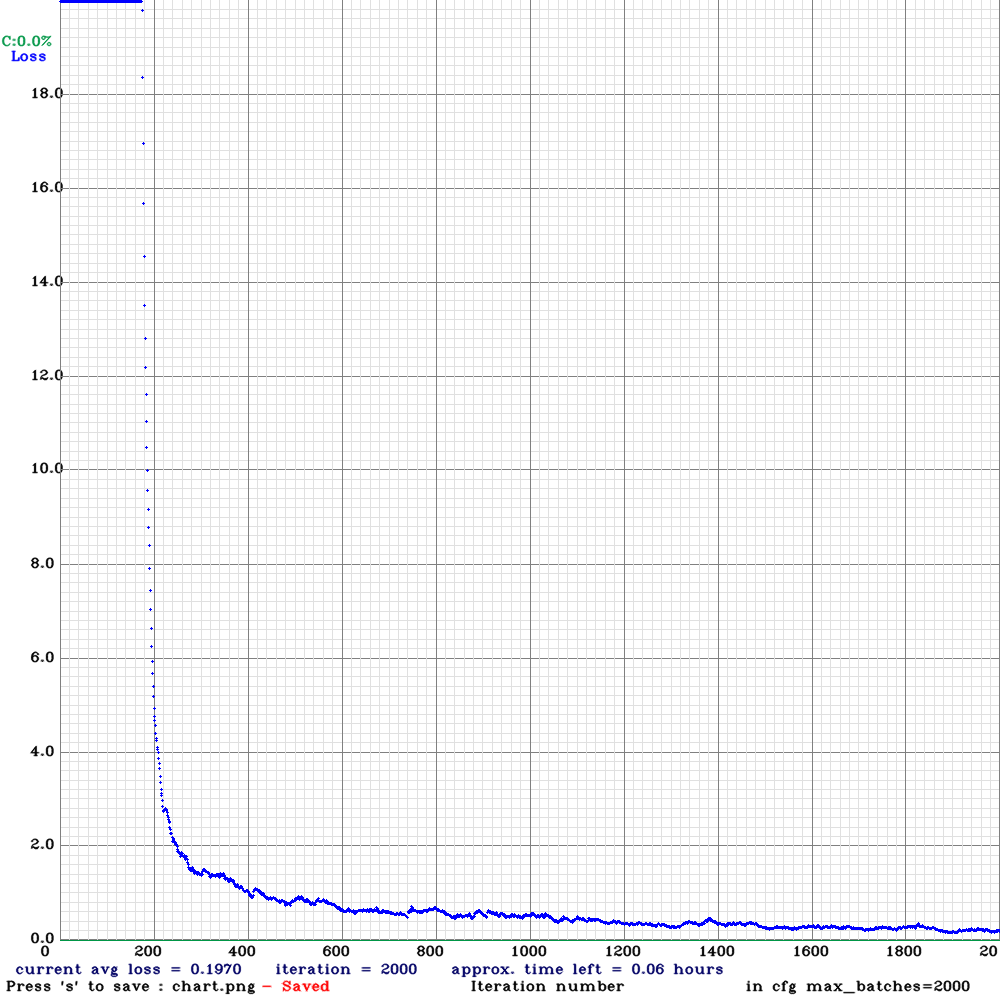 C:0.0%
Loss
18.0
16.0
14.0
12.0
10.0
8.0
6.0
4.0
2.0
0.0
0 200 400 600 800 1000 1200 1400 1600 1800 20
current avg loss = 0.1970 iteration = 2000 approx. time left = 0.06 hours
Press 's' to save : chart.png - Saved Iteration number in cfg max_batches=2000